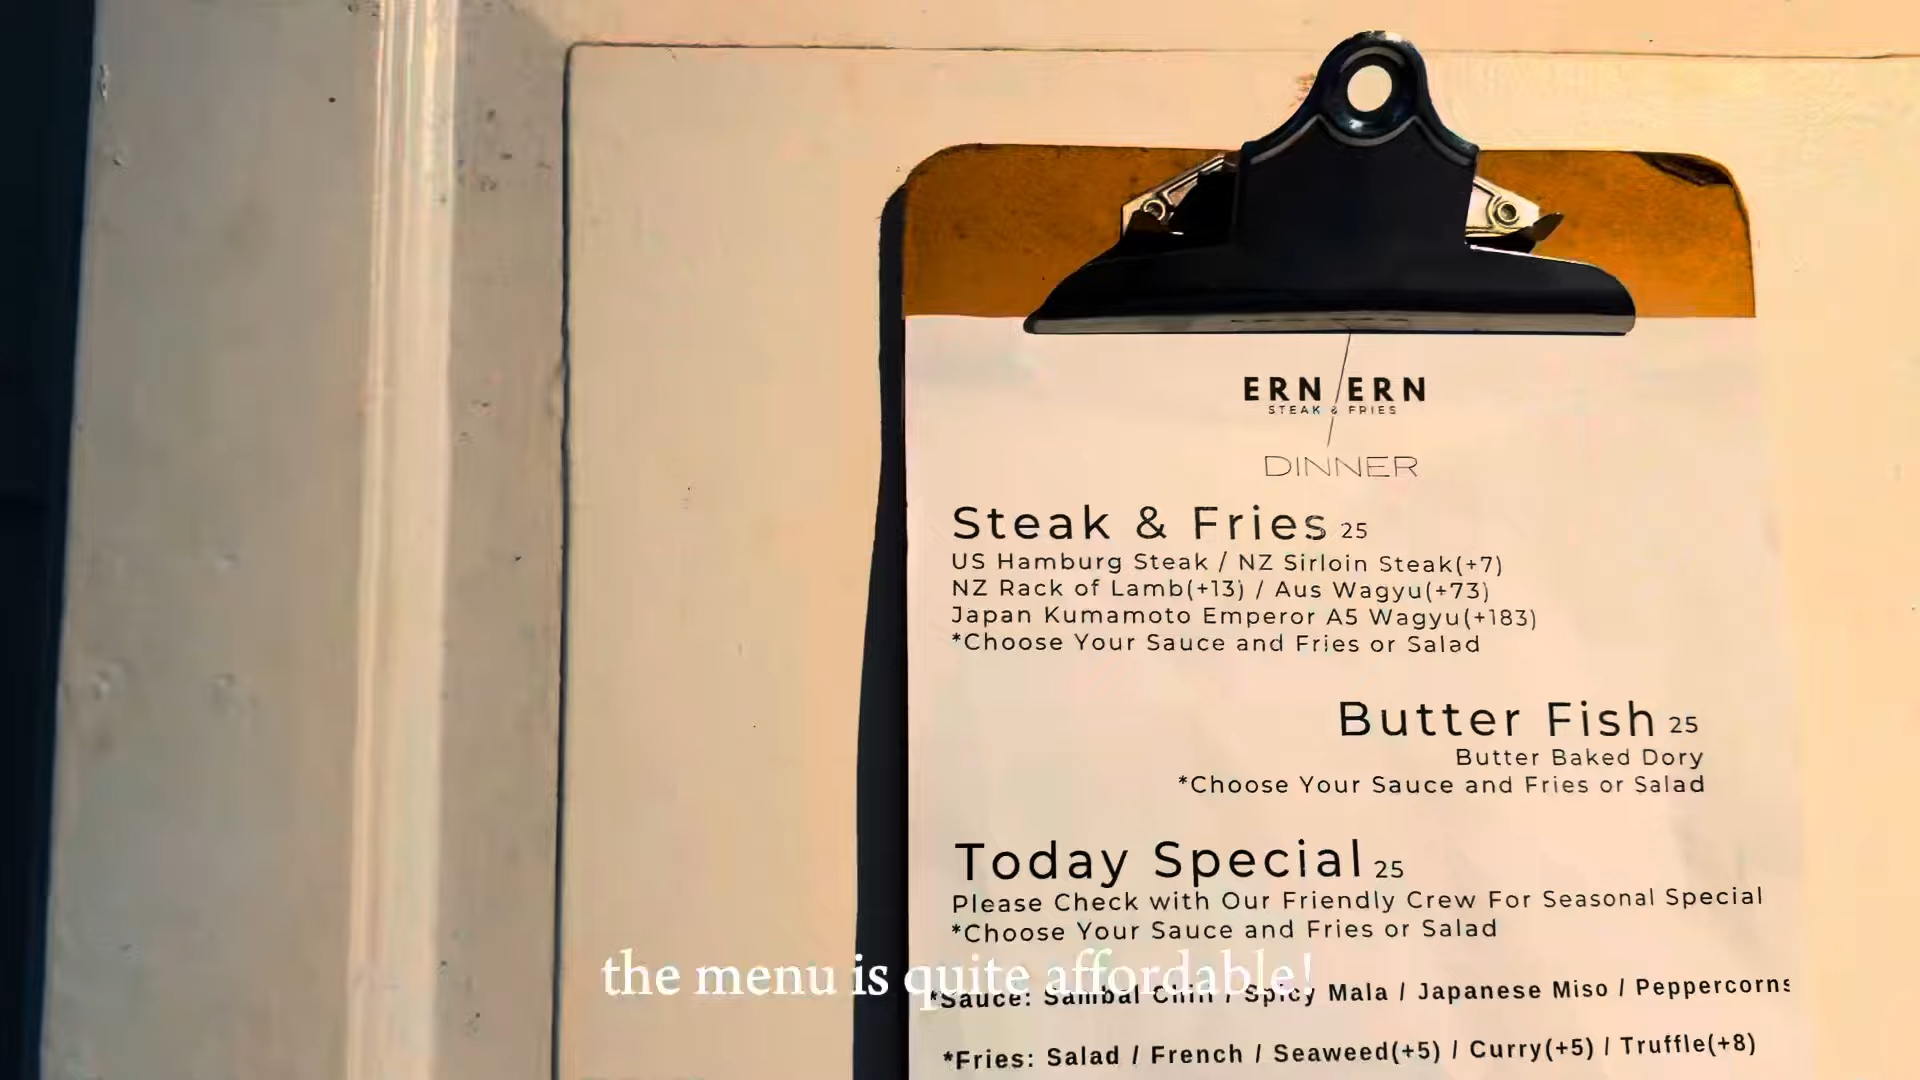 ERN / ERN
STEAK & FRIES
DINNER
Steak & Fries 25
US Hamburg Steak / NZ Sirloin Steak(+7)
NZ Rack of Lamb(+13) / Aus Wagyu(+73)
Japan Kumamoto Emperor A5 Wagyu(+183)
*Choose Your Sauce and Fries or Salad
Butter Fish 25
Butter Baked Dory
*Choose Your Sauce and Fries or Salad
Today Special 25
Please Check with Our Friendly Crew For Seasonal Special
*Choose Your Sauce and Fries or Salad
the menu is quite affordable!
*Sauce: Sambal Chili / Spicy Mala / Japanese Miso / Peppercorns
*Fries: Salad / French / Seaweed(+5) / Curry(+5) / Truffle(+8)